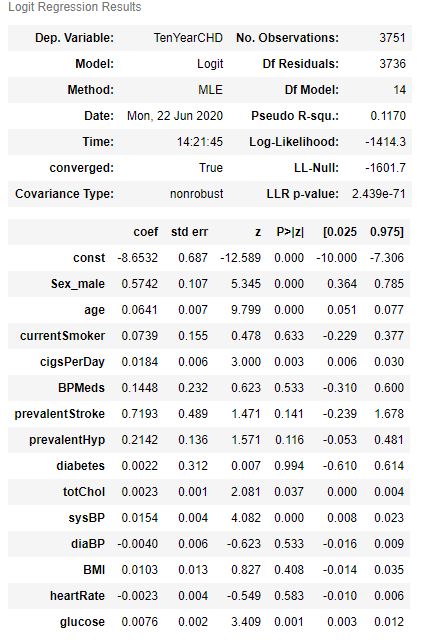 Logit Regression Results
Dep. Variable: TenYearCHD No. Observations: 3751
Model: Logit Df Residuals: 3736
Method: MLE Df Model: 14
Date: Mon, 22 Jun 2020 Pseudo R-squ.: 0.1170
Time: 14:21:45 Log-Likelihood: -1414.3
converged: True LL-Null: -1601.7
Covariance Type: nonrobust LLR p-value: 2.439e-71
coef std err z P>|z| [0.025 0.975]
const -8.6532 0.687 -12.589 0.000 -10.000 -7.306
Sex_male 0.5742 0.107 5.345 0.000 0.364 0.785
age 0.0641 0.007 9.799 0.000 0.051 0.077
currentSmoker 0.0739 0.155 0.478 0.633 -0.229 0.377
cigsPerDay 0.0184 0.006 3.000 0.003 0.006 0.030
BPMeds 0.1448 0.232 0.623 0.533 -0.310 0.600
prevalentStroke 0.7193 0.489 1.471 0.141 -0.239 1.678
prevalentHyp 0.2142 0.136 1.571 0.116 -0.053 0.481
diabetes 0.0022 0.312 0.007 0.994 -0.610 0.614
totChol 0.0023 0.001 2.081 0.037 0.000 0.004
sysBP 0.0154 0.004 4.082 0.000 0.008 0.023
diaBP -0.0040 0.006 -0.623 0.533 -0.016 0.009
BMI 0.0103 0.013 0.827 0.408 -0.014 0.035
heartRate -0.0023 0.004 -0.549 0.583 -0.010 0.006
glucose 0.0076 0.002 3.409 0.001 0.003 0.012